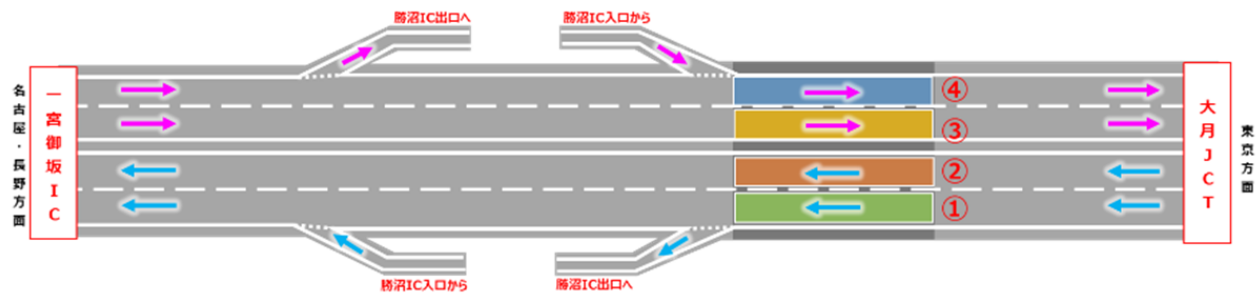 勝沼IC出口へ
勝沼IC入口から
名古屋・長野方面
一宮御坂IC
④
③
②
①
大月JCT
東京方面
勝沼IC入口から
勝沼IC出口へ